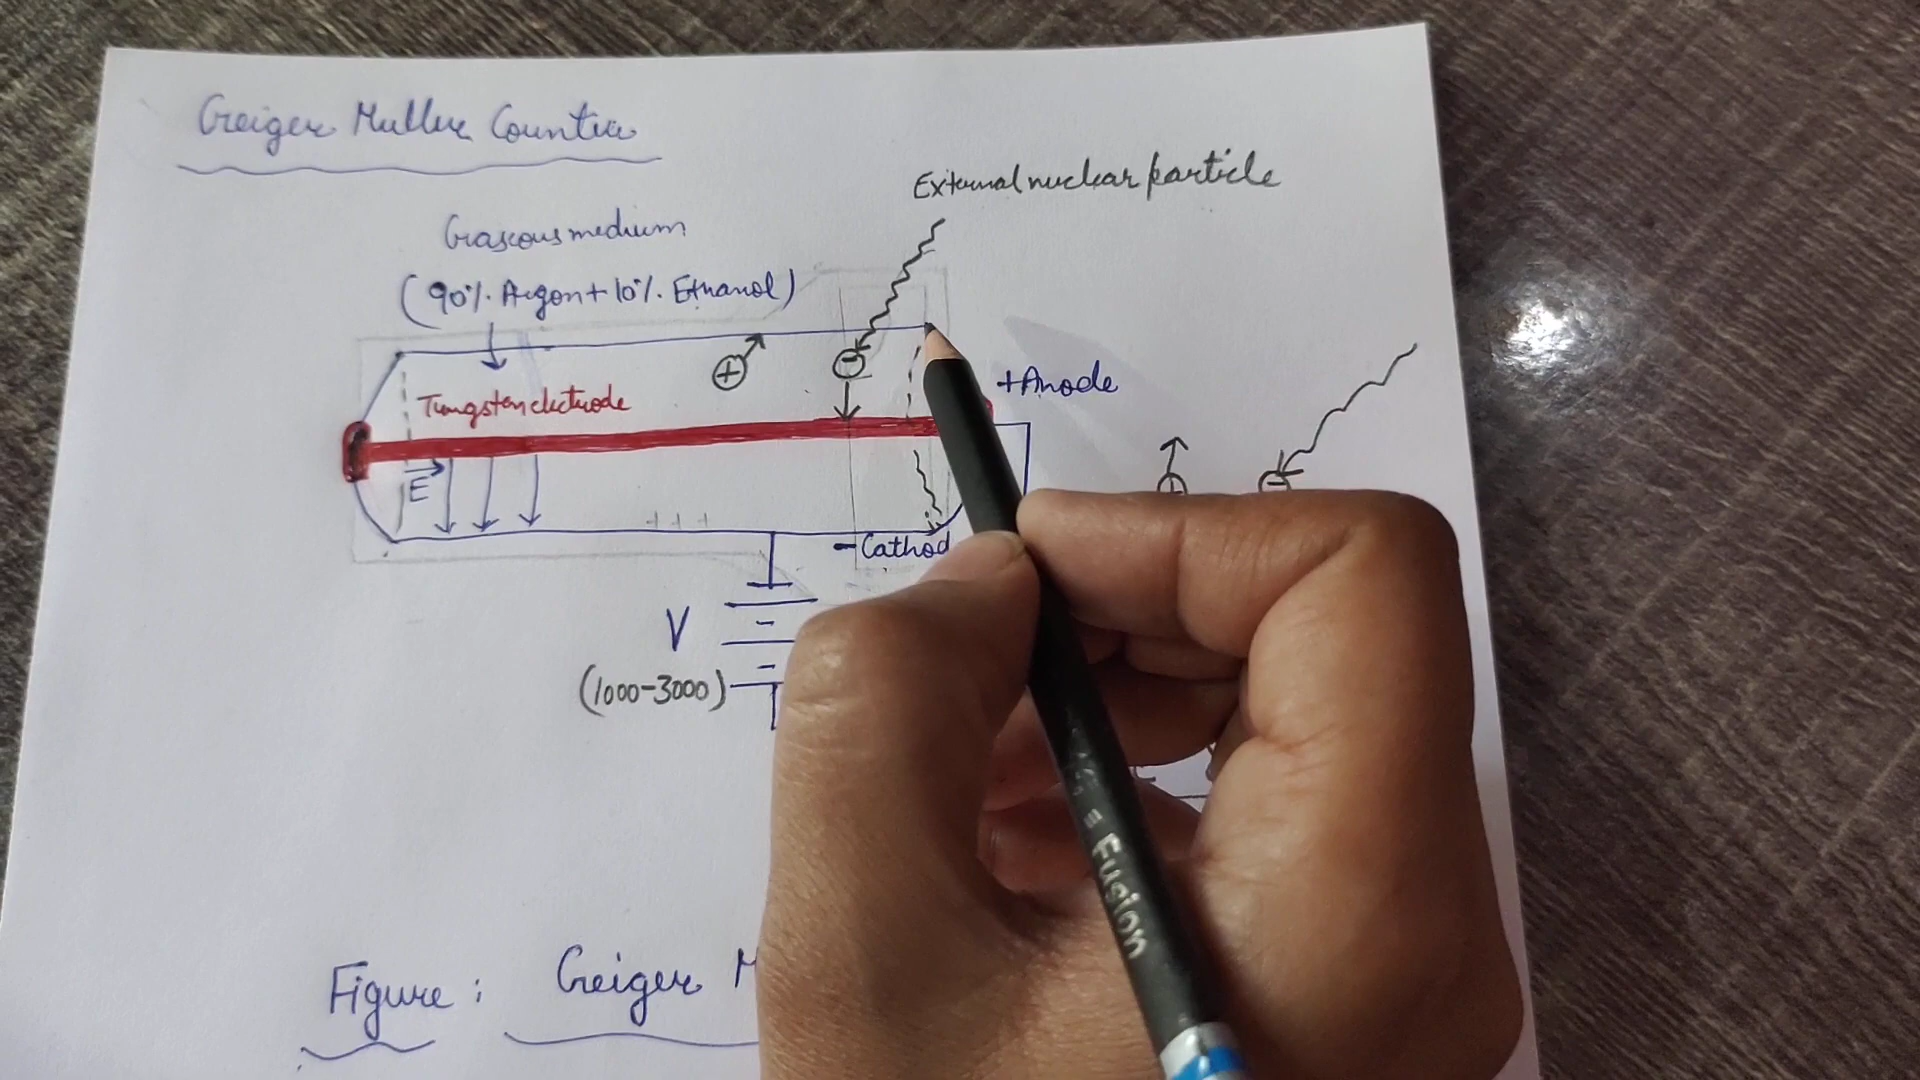 Geiger Muller Counter
External nuclear particle
Gaseous medium
(90%. Argon + 10%. Ethanol)
+
-
+ Anode
Tungsten electrode
E
+ + +
- Cathod
V
(1000-3000)
= Fusion
Figure : Geiger M